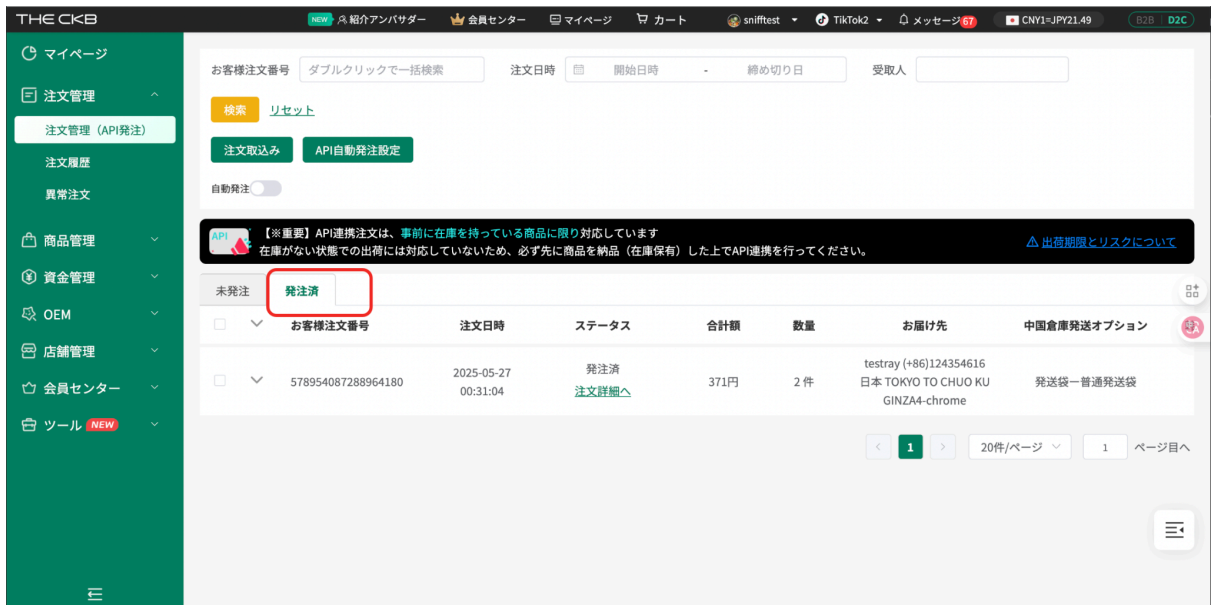 THE CKB
NEW 紹介アンバサダー 会員センター マイページ カート snifftest TikTok2 メッセージ 67 CNY1=JPY21.49 B2B D2C
マイページ
注文管理
注文管理（API発注）
注文履歴
異常注文
商品管理
資金管理
OEM
店舗管理
会員センター
ツール NEW
お客様注文番号 ダブルクリックで一括検索 注文日時 開始日時 - 締め切り日 受取人
検索 リセット
注文取込み API自動発注設定
自動発注
API 【※重要】API連携注文は、事前に在庫を持っている商品に限り対応しています
在庫がない状態での出荷には対応していないため、必ず先に商品を納品（在庫保有）した上でAPI連携を行ってください。
出荷期限とリスクについて
未発注 発注済
お客様注文番号 注文日時 ステータス 合計額 数量 お届け先 中国倉庫発送オプション
578954087288964180
2025-05-27
00:31:04
発注済
注文詳細へ
371円
2 件
testray (+86)124354616
日本 TOKYO TO CHUO KU
GINZA4-chrome
発送袋ー普通発送袋
1 20件/ページ 1 ページ目へ